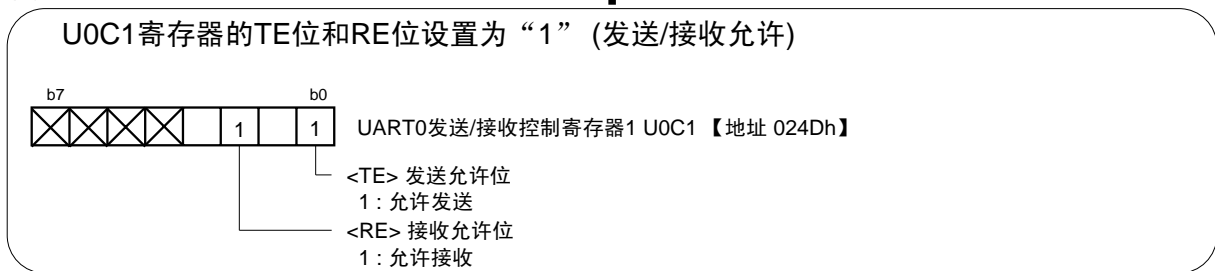 U0C1寄存器的TE位和RE位设置为“1” (发送/接收允许)
b7 b0
1 1 UART0发送/接收控制寄存器1 U0C1 【地址 024Dh】
<TE> 发送允许位
1 : 允许发送
<RE> 接收允许位
1 : 允许接收